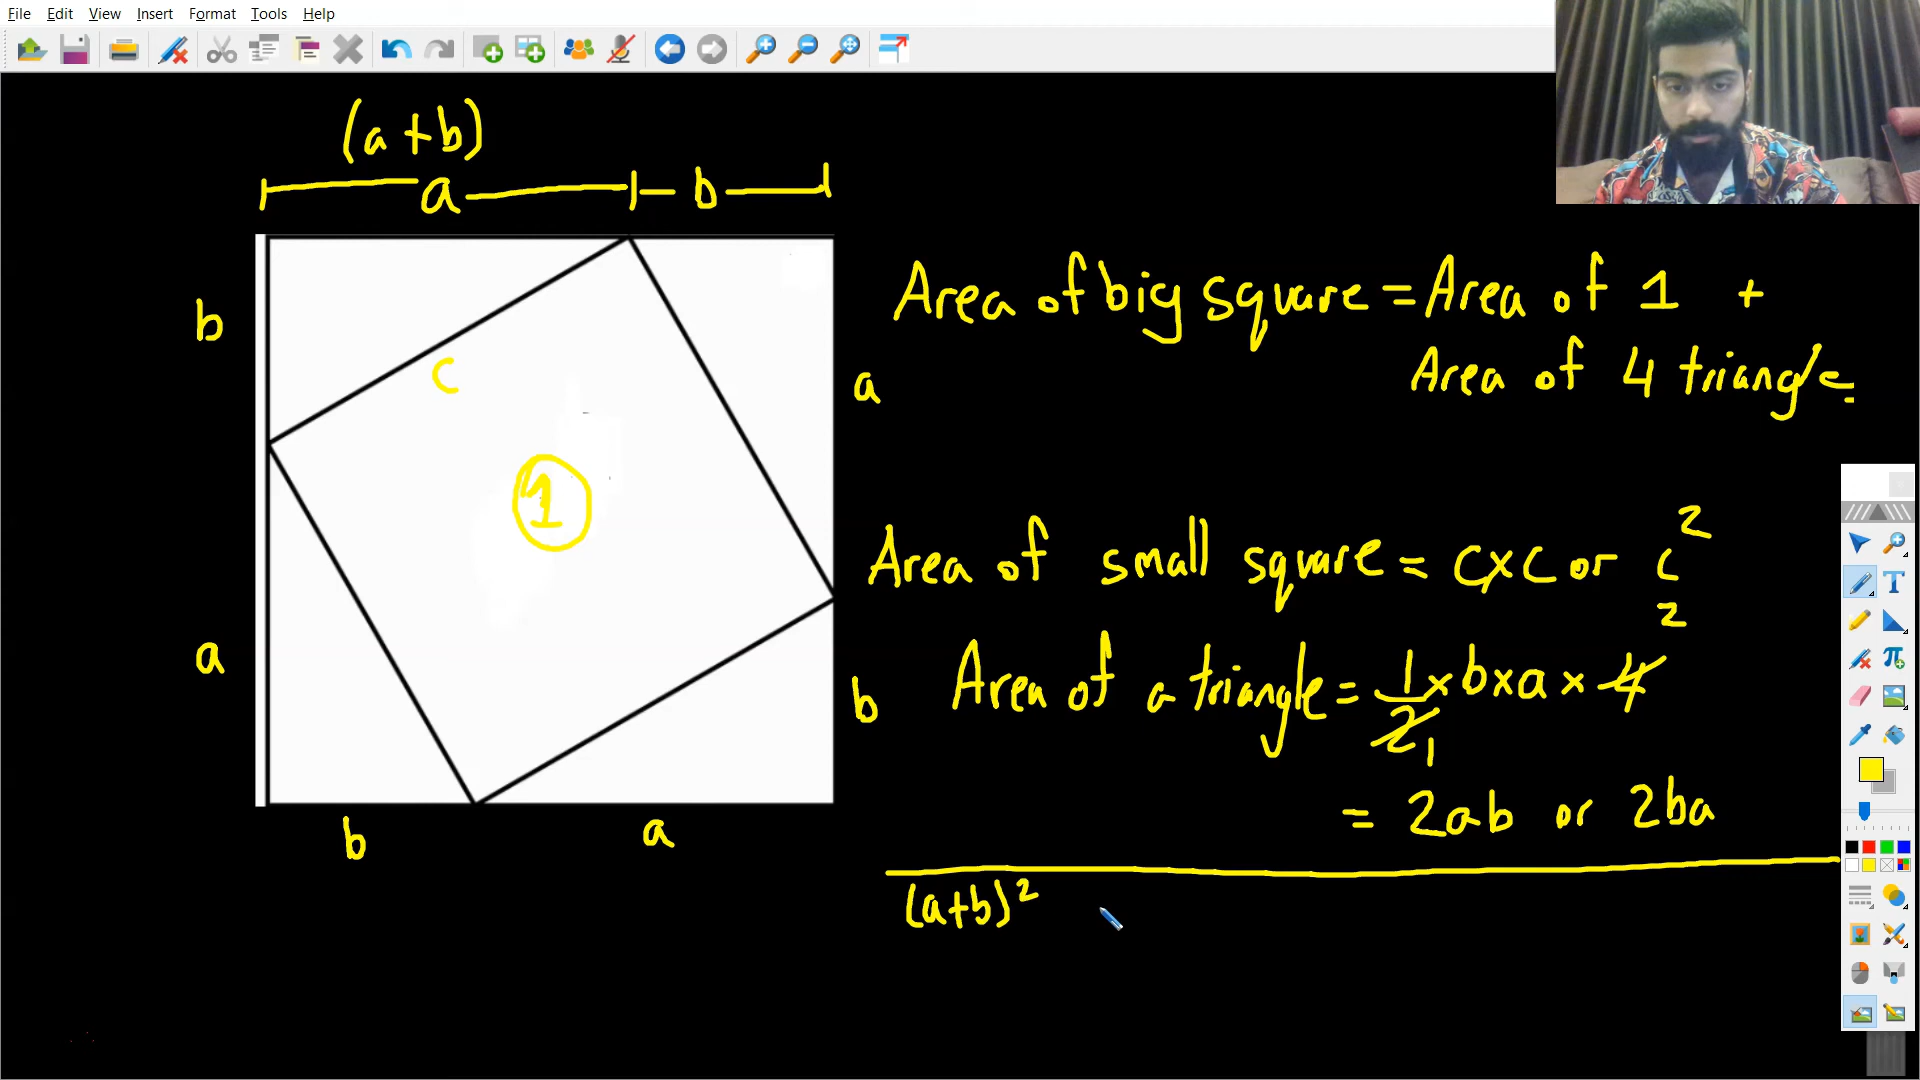 File Edit View Insert Format Tools Help
(a+b)
a b
b
c
a
1
a
b
b a
Area of big square = Area of 1 +
Area of 4 triangle
Area of small square = c×c or c²
Area of a triangle = 1/2 × b×a × 4
2
1
= 2ab or 2ba
(a+b)²